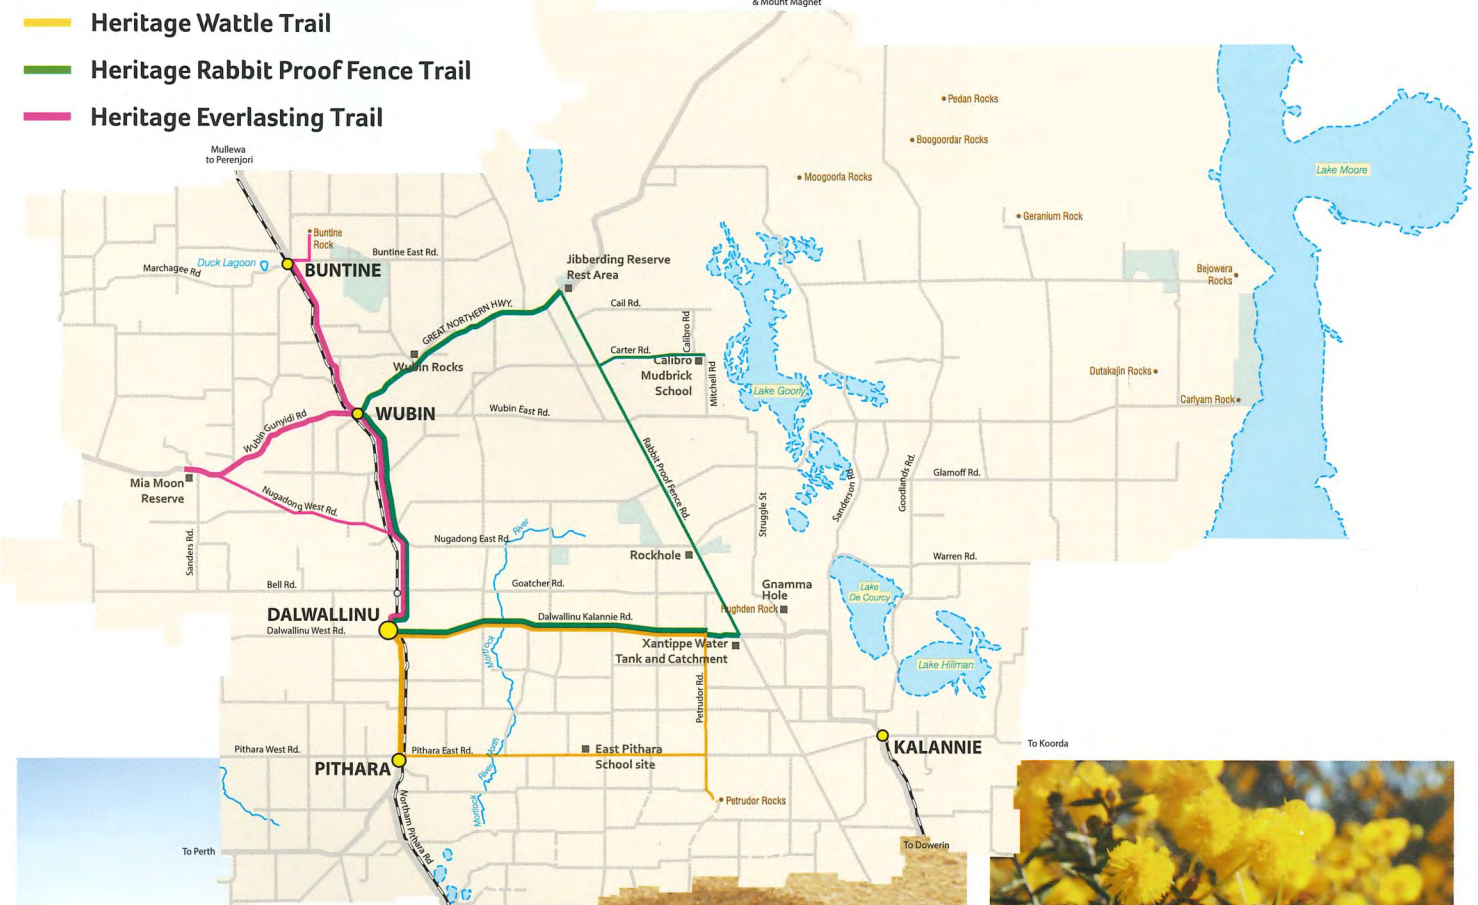 & Mount Magnet
Heritage Wattle Trail
Heritage Rabbit Proof Fence Trail
Heritage Everlasting Trail
Mullewa
to Perenjori
Pedan Rocks
Boogoordar Rocks
Moogoorla Rocks
Lake Moore
Geranium Rock
Buntine
Rock
Buntine East Rd.
Duck Lagoon
BUNTINE
Marchagee Rd
Jibberding Reserve
Rest Area
Bejowera
Rocks
GREAT NORTHERN HWY.
Cail Rd.
Calibro Rd
Carter Rd.
Wubin Rocks
Calibro
Mudbrick
School
Mitchell Rd
Dutakajin Rocks
Lake Goorly
Carlyarn Rock
WUBIN
Wubin East Rd.
Wubin Gunyidi Rd
Rabbit Proof Fence Rd.
Mia Moon
Reserve
Nugadong West Rd.
Struggle St
Sanderson Rd
Goodlands Rd.
Glamoff Rd.
Sanders Rd.
Nugadong East Rd.
River
Rockhole
Warren Rd.
Bell Rd.
Goatcher Rd.
Gnamma
Hole
Lake
De Courcy
DALWALLINU
Dalwallinu Kalannie Rd.
Hughden Rock
Dalwallinu West Rd.
Xantippe Water
Tank and Catchment
Mortlock
Lake Hillman
Petrudor Rd.
Pithara West Rd.
Pithara East Rd.
East Pithara
School site
KALANNIE
To Koorda
PITHARA
North
River
Mortlock
Petrudor Rocks
Northam Pithara Rd
To Perth
To Dowerin